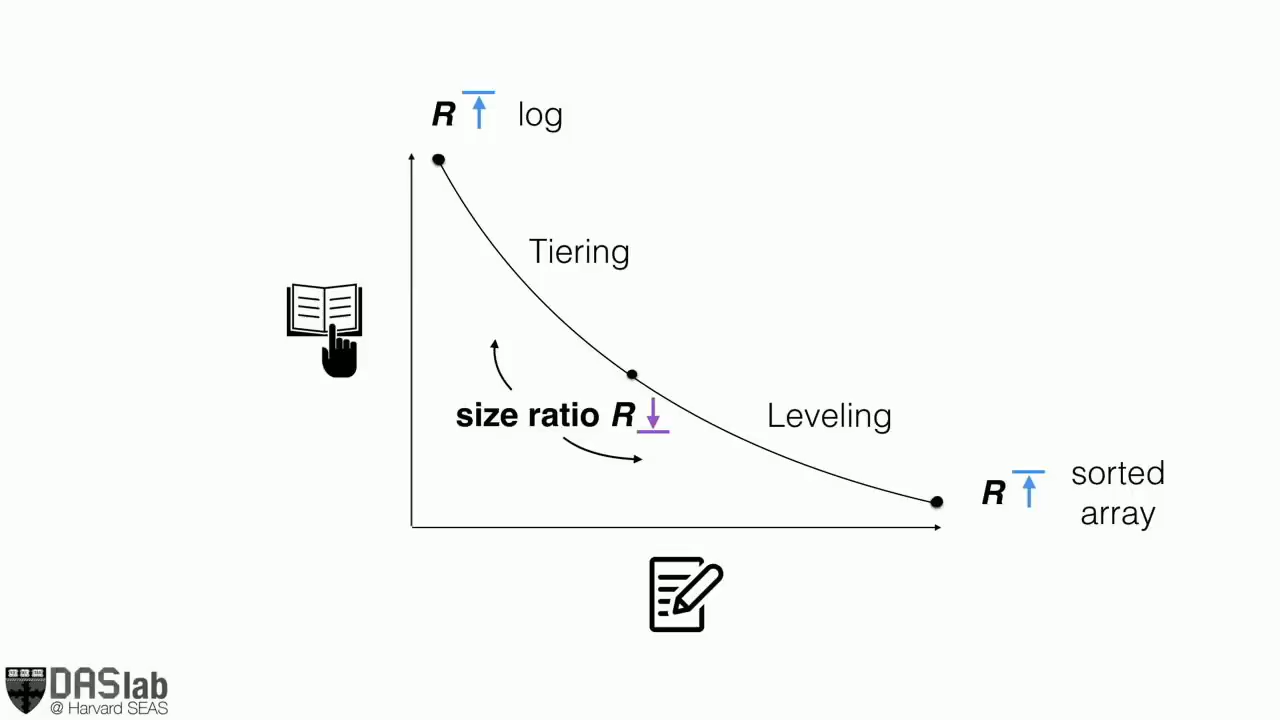 R log
Tiering
size ratio R
Leveling
R sorted
array
DASlab
@ Harvard SEAS